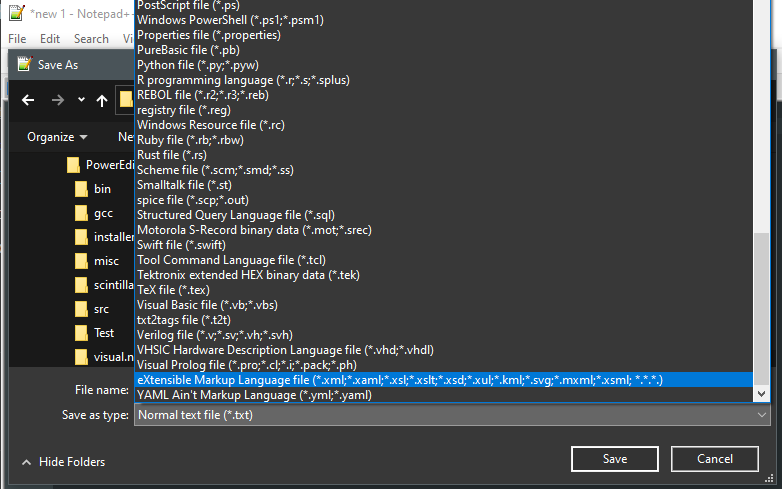 *new 1 - Notepad+
PostScript file (*.ps)
Windows PowerShell (*.ps1;*.psm1)
File Edit Search Vi
Properties file (*.properties)
PureBasic file (*.pb)
Save As
Python file (*.py;*.pyw)
R programming language (*.r;*.s;*.splus)
REBOL file (*.r2;*.r3;*.reb)
registry file (*.reg)
Windows Resource file (*.rc)
Organize Ne
Ruby file (*.rb;*.rbw)
Rust file (*.rs)
PowerEdi
Scheme file (*.scm;*.smd;*.ss)
bin
Smalltalk file (*.st)
spice file (*.scp;*.out)
gcc
Structured Query Language file (*.sql)
Motorola S-Record binary data (*.mot;*.srec)
installer
Swift file (*.swift)
misc
Tool Command Language file (*.tcl)
Tektronix extended HEX binary data (*.tek)
scintilla
TeX file (*.tex)
src
Visual Basic file (*.vb;*.vbs)
txt2tags file (*.t2t)
Test
Verilog file (*.v;*.sv;*.vh;*.svh)
visual.n
VHSIC Hardware Description Language file (*.vhd;*.vhdl)
Visual Prolog file (*.pro;*.cl;*.i;*.pack;*.ph)
File name:
eXtensible Markup Language file (*.xml;*.xaml;*.xsl;*.xslt;*.xsd;*.xul;*.kml;*.svg;*.mxml;*.xsml; *.*.*.)
YAML Ain't Markup Language (*.yml;*.yaml)
Save as type: Normal text file (*.txt)
Hide Folders Save Cancel